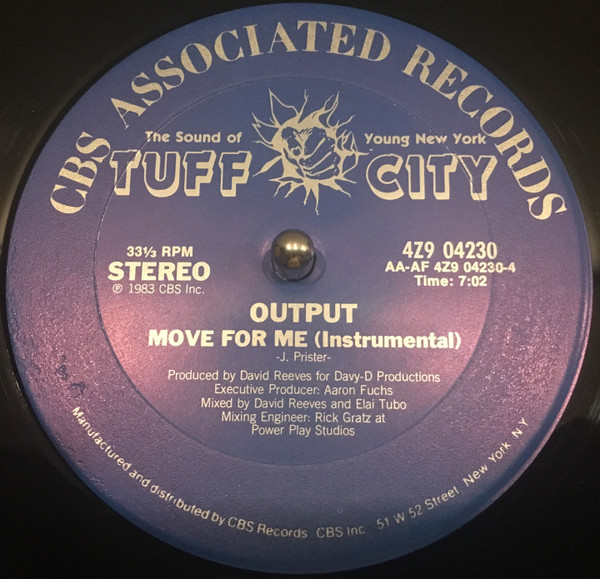 CBS ASSOCIATED RECORDS
The Sound of Young New York
TUFF CITY
33⅓ RPM
STEREO
℗ 1983 CBS Inc.
4Z9 04230
AA-AF 4Z9 04230-4
Time: 7:02
OUTPUT
MOVE FOR ME (Instrumental)
-J. Prister-
Produced by David Reeves for Davy-D Productions
Executive Producer: Aaron Fuchs
Mixed by David Reeves and Elai Tubo
Mixing Engineer: Rick Gratz at
Power Play Studios
Manufactured and distributed by CBS Records CBS Inc 51 W 52 Street New York N Y